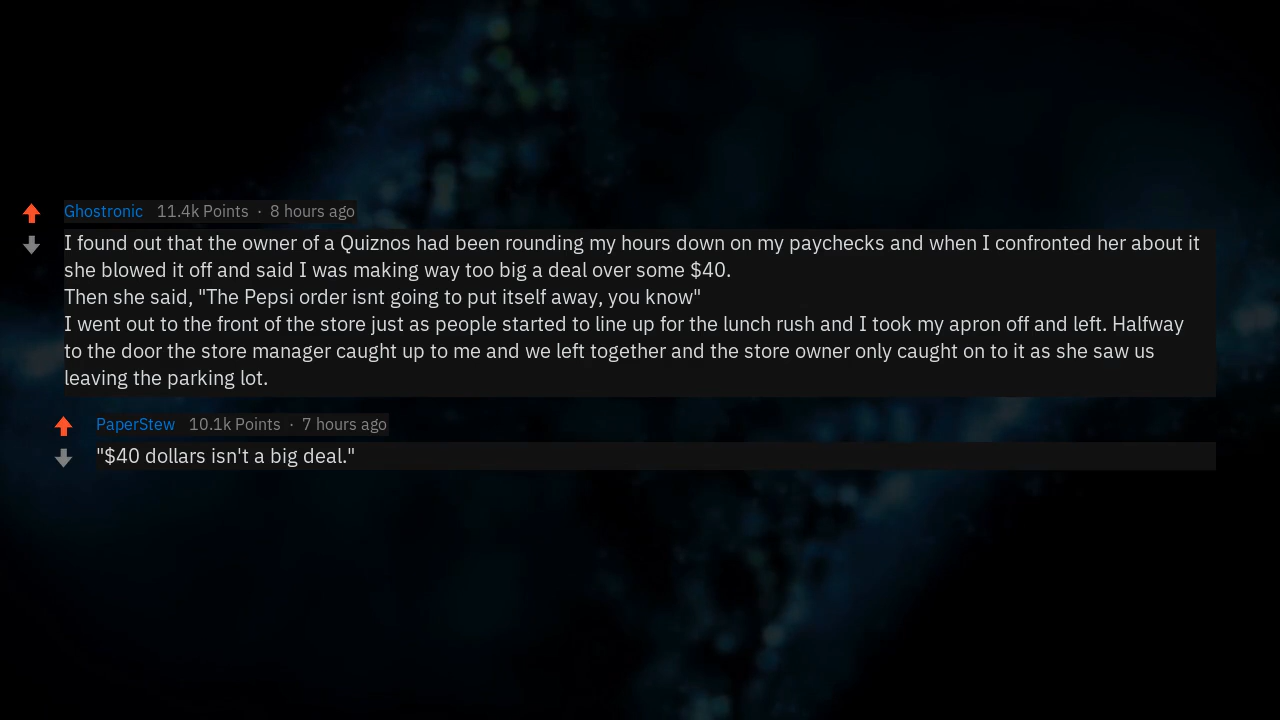 Ghostronic 11.4k Points · 8 hours ago
I found out that the owner of a Quiznos had been rounding my hours down on my paychecks and when I confronted her about it
she blowed it off and said I was making way too big a deal over some $40.
Then she said, "The Pepsi order isnt going to put itself away, you know"
I went out to the front of the store just as people started to line up for the lunch rush and I took my apron off and left. Halfway
to the door the store manager caught up to me and we left together and the store owner only caught on to it as she saw us
leaving the parking lot.
PaperStew 10.1k Points · 7 hours ago
"$40 dollars isn't a big deal."